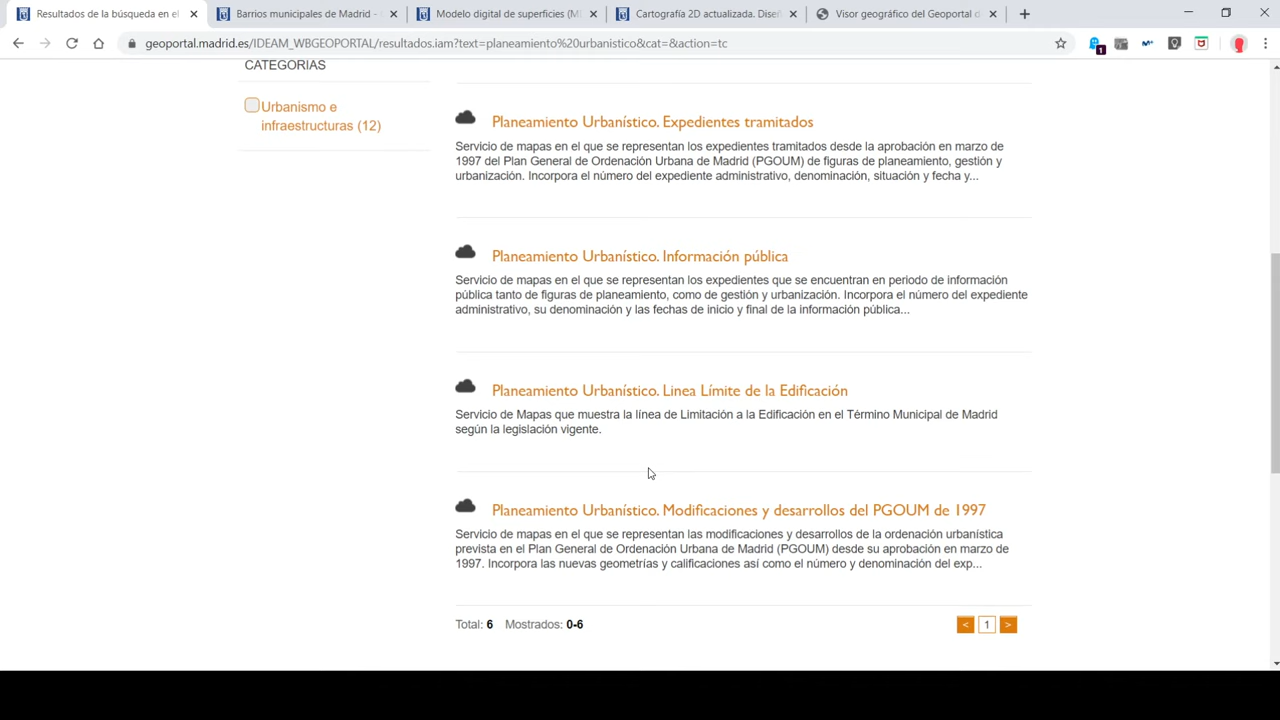 Resultados de la búsqueda en el
Barrios municipales de Madrid -
Modelo digital de superficies (M
Cartografía 2D actualizada. Diseñ
Visor geográfico del Geoportal d
geoportal.madrid.es/IDEAM_WBGEOPORTAL/resultados.iam?text=planeamiento%20urbanistico&cat=&action=tc
1
CATEGORIAS
Urbanismo e
infraestructuras (12)
Planeamiento Urbanístico. Expedientes tramitados
Servicio de mapas en el que se representan los expedientes tramitados desde la aprobación en marzo de
1997 del Plan General de Ordenación Urbana de Madrid (PGOUM) de figuras de planeamiento, gestión y
urbanización. Incorpora el número del expediente administrativo, denominación, situación y fecha y...
Planeamiento Urbanístico. Información pública
Servicio de mapas en el que se representan los expedientes que se encuentran en periodo de información
pública tanto de figuras de planeamiento, como de gestión y urbanización. Incorpora el número del expediente
administrativo, su denominación y las fechas de inicio y final de la información pública...
Planeamiento Urbanístico. Linea Límite de la Edificación
Servicio de Mapas que muestra la línea de Limitación a la Edificación en el Término Municipal de Madrid
según la legislación vigente.
Planeamiento Urbanístico. Modificaciones y desarrollos del PGOUM de 1997
Servicio de mapas en el que se representan las modificaciones y desarrollos de la ordenación urbanística
prevista en el Plan General de Ordenación Urbana de Madrid (PGOUM) desde su aprobación en marzo de
1997. Incorpora las nuevas geometrías y calificaciones así como el número y denominación del exp...
Total: 6 Mostrados: 0-6
< 1 >